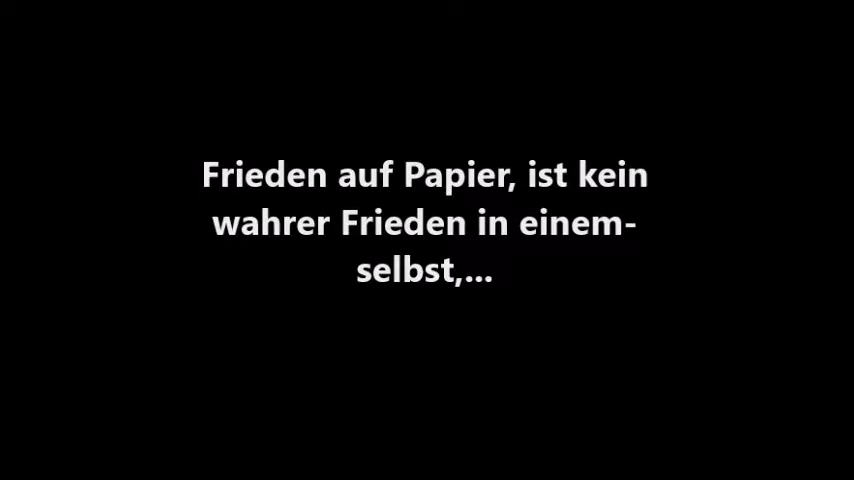 Frieden auf Papier, ist kein
wahrer Frieden in einem-
selbst,...